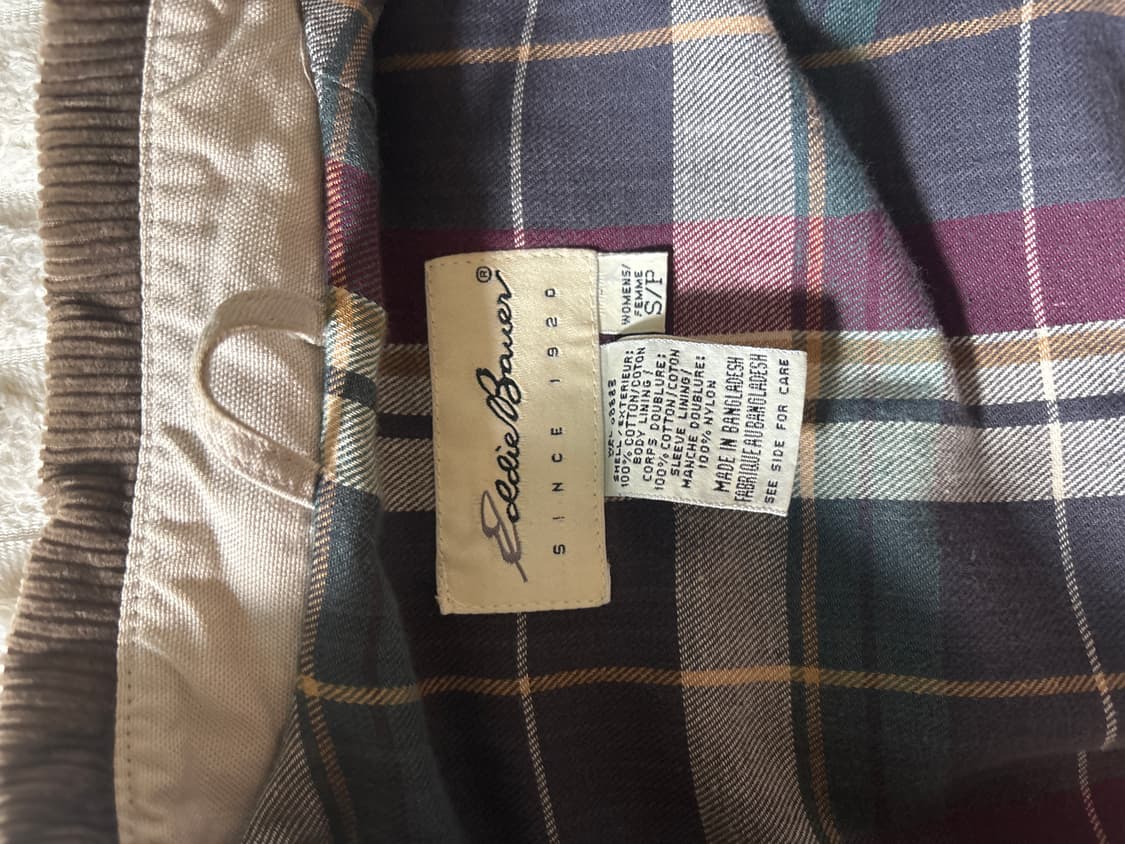 Eddie Bauer®
SINCE 1920
WOMENS/
FEMME
S/P
SHELL / EXTERIEUR:
100% COTTON/COTON
BODY LINING /
CORPS DOUBLURE:
100% COTTON/COTON
SLEEVE LINING /
MANCHE DOUBLURE:
100% NYLON
MADE IN BANGLADESH
FABRIQUE AU BANGLADESH
SEE SIDE FOR CARE